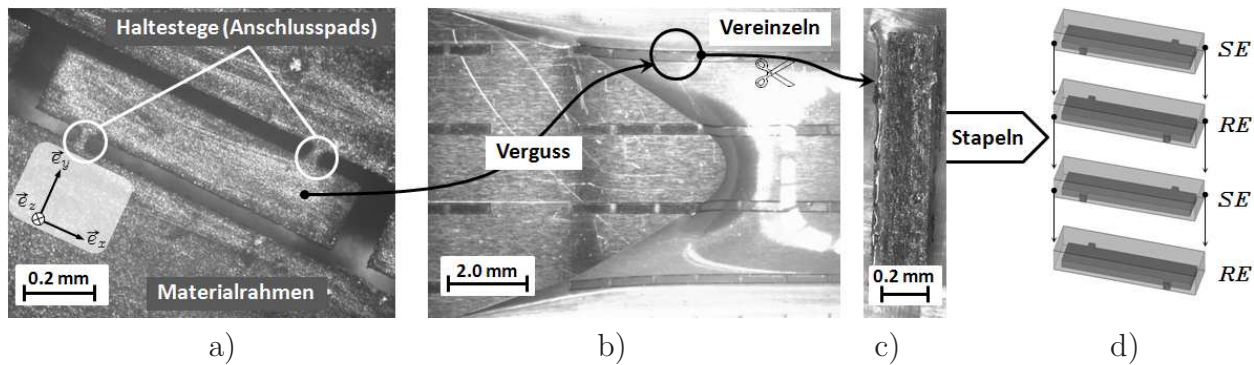 Haltestege (Anschlusspads)
e⃗y
e⃗z
e⃗x
0.2 mm
Materialrahmen
a)
Verguss
2.0 mm
b)
Vereinzeln
0.2 mm
c)
Stapeln
SE
RE
SE
RE
d)